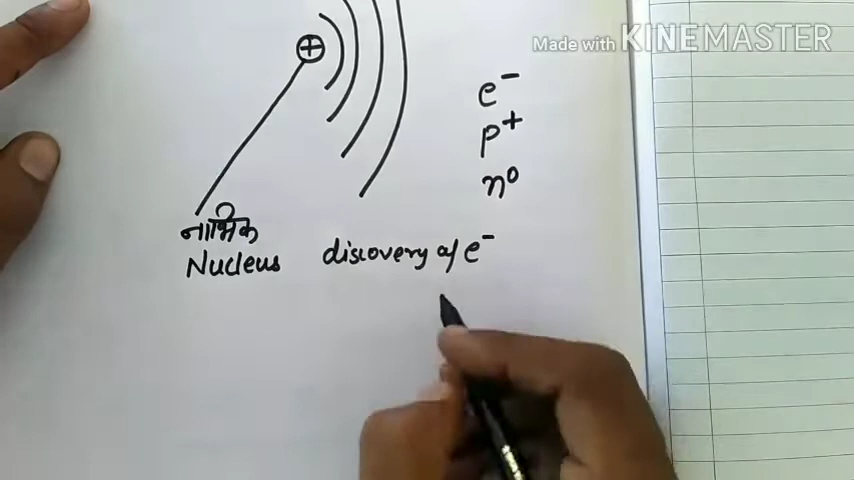 Made with KINEMASTER
+
e⁻
p⁺
n⁰
नाभिक
Nucleus
discovery of e⁻